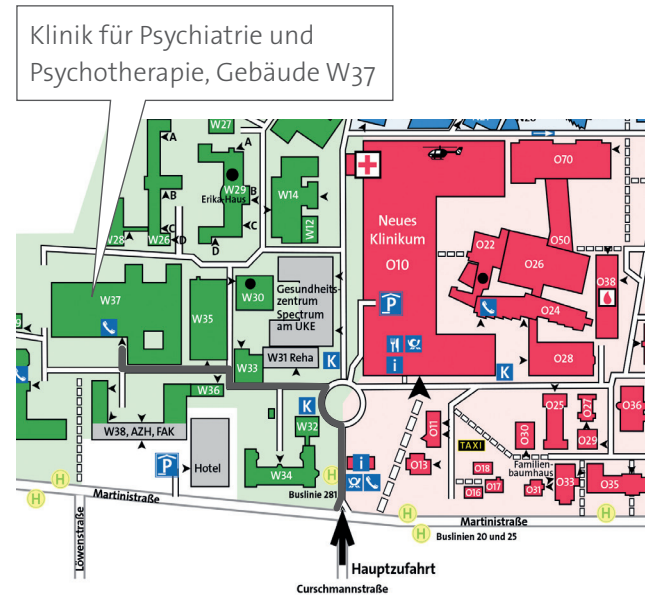 Klinik für Psychiatrie und
Psychotherapie, Gebäude W37
W27
A
A
O70
W29
B
B
Erika-Haus
W14
Neues
Klinikum
O10
O22
O50
O26
W12
C
C
W28
W26
D
D
O38
W37
W30
Gesundheits-
zentrum
Spectrum
am UKE
P
O24
W35
i
O28
W33
W31 Reha
K
K
W36
K
O25
O27
O36
O11
W38, AZH, FAK
W32
O30
O29
TAXI
P
Hotel
W34
i
O13
O18
Familien-
baumhaus
H
O16
O17
O31
O33
O35
H
H
Buslinie 281
Martinistraße
H
H
Martinistraße
H
Buslinien 20 und 25
Löwenstraße
Hauptzufahrt
Curschmannstraße